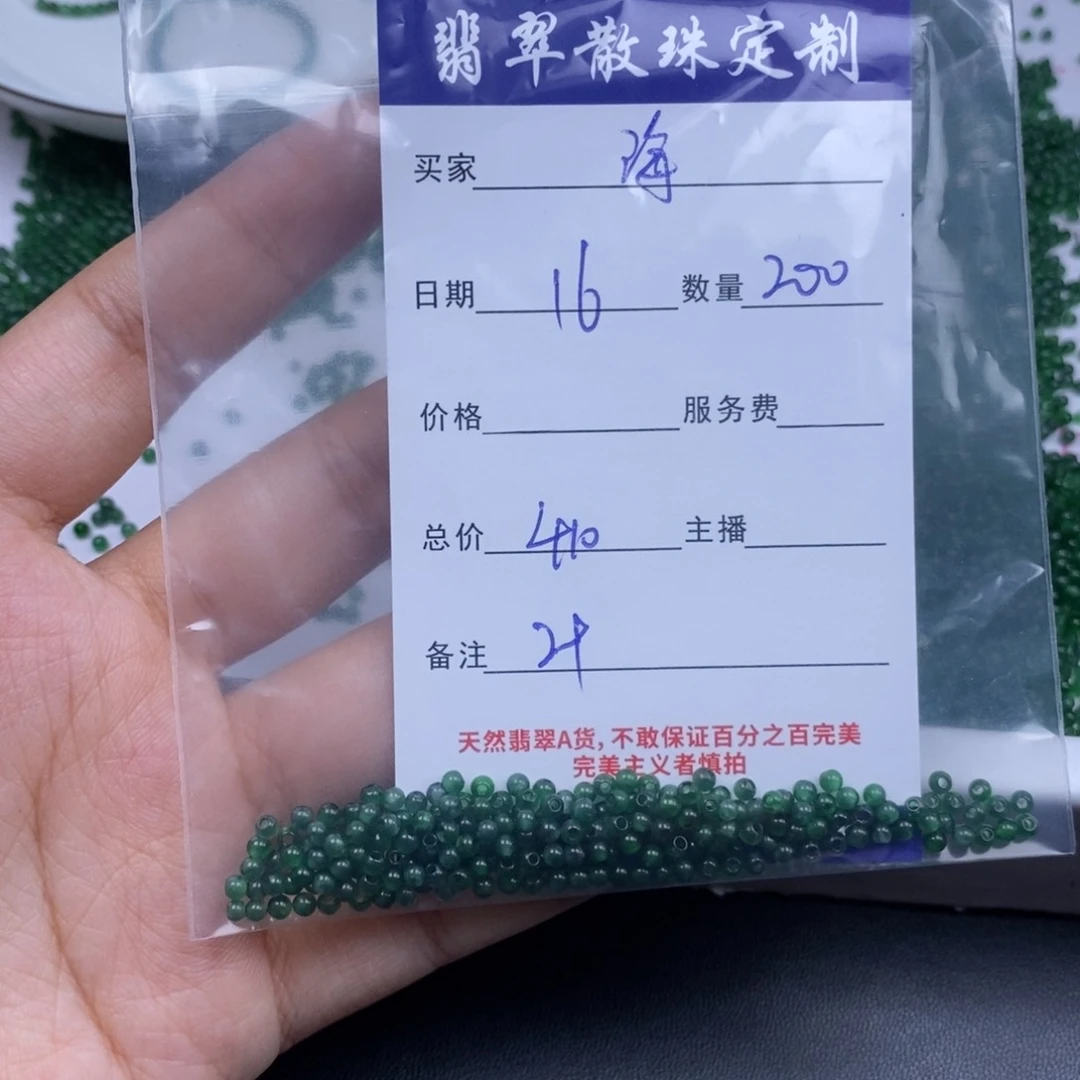 翡翠散珠定制
买家
日期 16 数量 200
价格 服务费
总价 410 主播
备注
天然翡翠A货,不敢保证百分之百完美
完美主义者慎拍